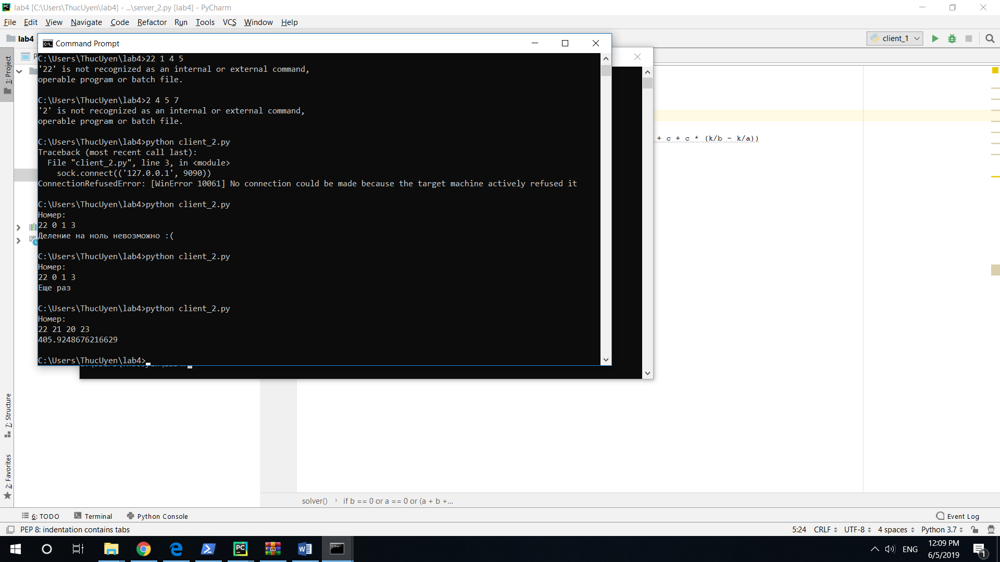 lab4 [C:\Users\ThucUyen\lab4] - ...\server_2.py [lab4] - PyCharm
File Edit View Navigate Code Refactor Run Tools VCS Window Help
lab4
client_1
Command Prompt
1: Project
P
C:\Users\ThucUyen\lab4>22 1 4 5
'22' is not recognized as an internal or external command,
operable program or batch file.
C:\Users\ThucUyen\lab4>2 4 5 7
'2' is not recognized as an internal or external command,
operable program or batch file.
C:\Users\ThucUyen\lab4>python client_2.py
Traceback (most recent call last):
File "client_2.py", line 3, in <module>
sock.connect(('127.0.0.1', 9090))
ConnectionRefusedError: [WinError 10061] No connection could be made because the target machine actively refused it
C:\Users\ThucUyen\lab4>python client_2.py
Номер:
22 0 1 3
Деление на ноль невозможно :(
C:\Users\ThucUyen\lab4>python client_2.py
Номер:
22 0 1 3
Еще раз
C:\Users\ThucUyen\lab4>python client_2.py
Номер:
22 21 20 23
405.9248676216629
C:\Users\ThucUyen\lab4>
+ c + c * (k/b - k/a))
7: Structure
2: Favorites
solver() › if b == 0 or a == 0 or (a + b +...
6: TODO Terminal Python Console Event Log
PEP 8: indentation contains tabs 5:24 CRLF UTF-8 4 spaces Python 3.7
ENG
12:09 PM
6/5/2019
1